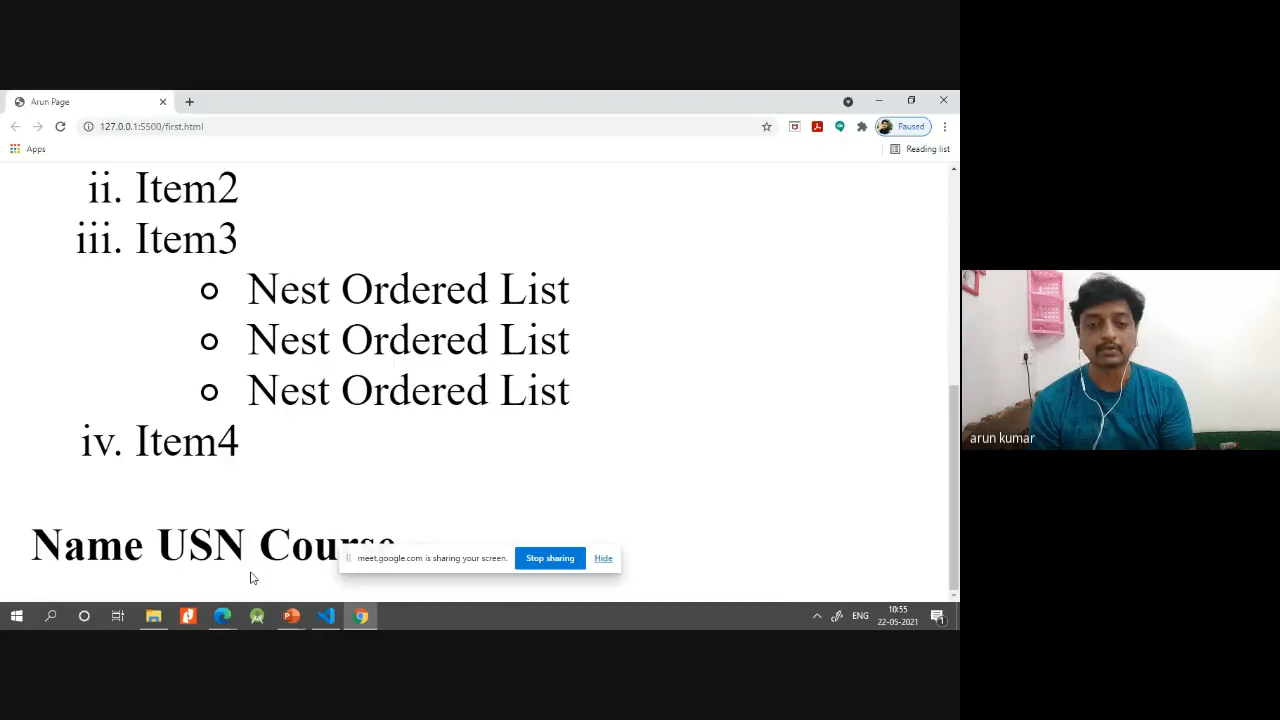 Arun Page
127.0.0.1:5500/first.html
Paused
Apps
Reading list
ii. Item2
iii. Item3
Nest Ordered List
Nest Ordered List
Nest Ordered List
iv. Item4
Name USN Course
meet.google.com is sharing your screen. Stop sharing Hide
ENG
10:55
22-05-2021
arun kumar